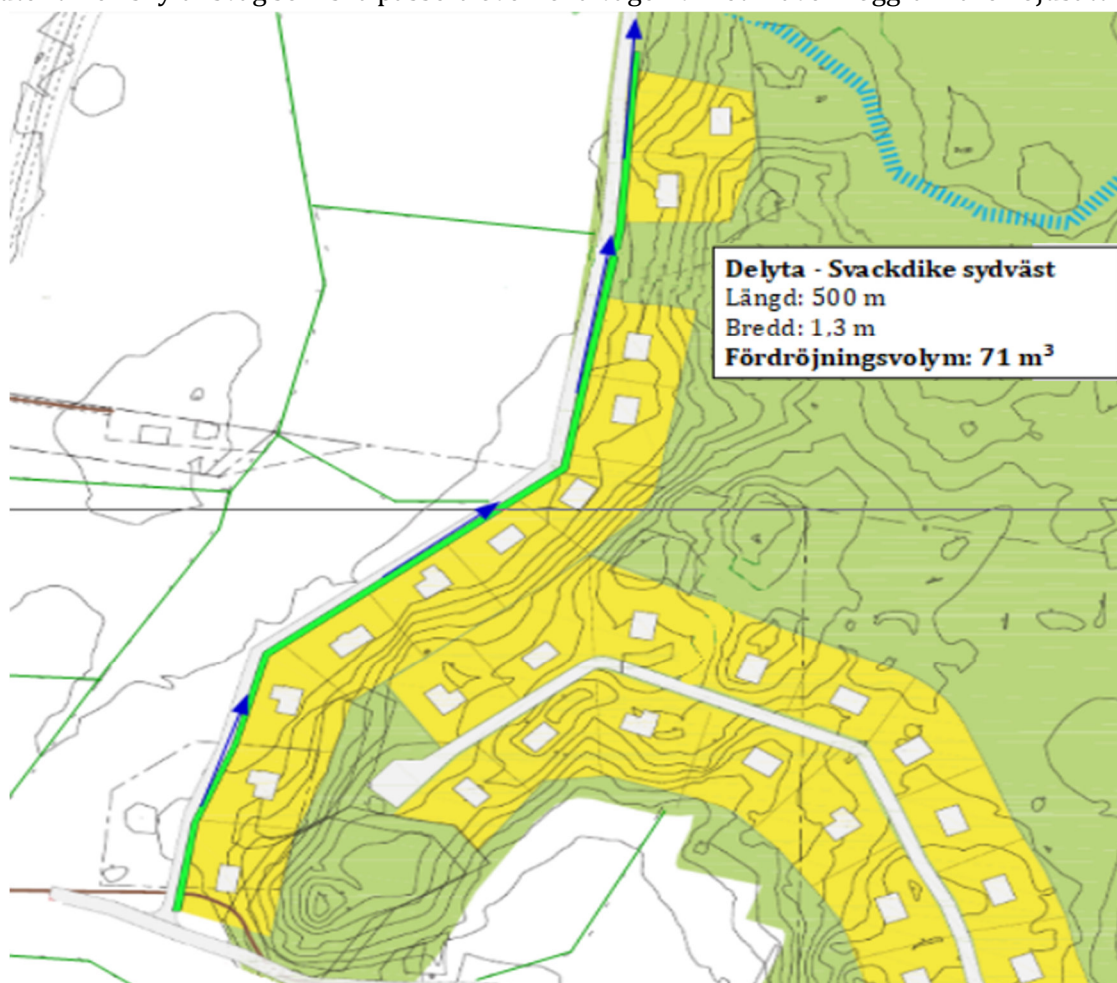 Delyta - Svackdike sydväst
Längd: 500 m
Bredd: 1,3 m
Fördröjningsvolym: 71 m³